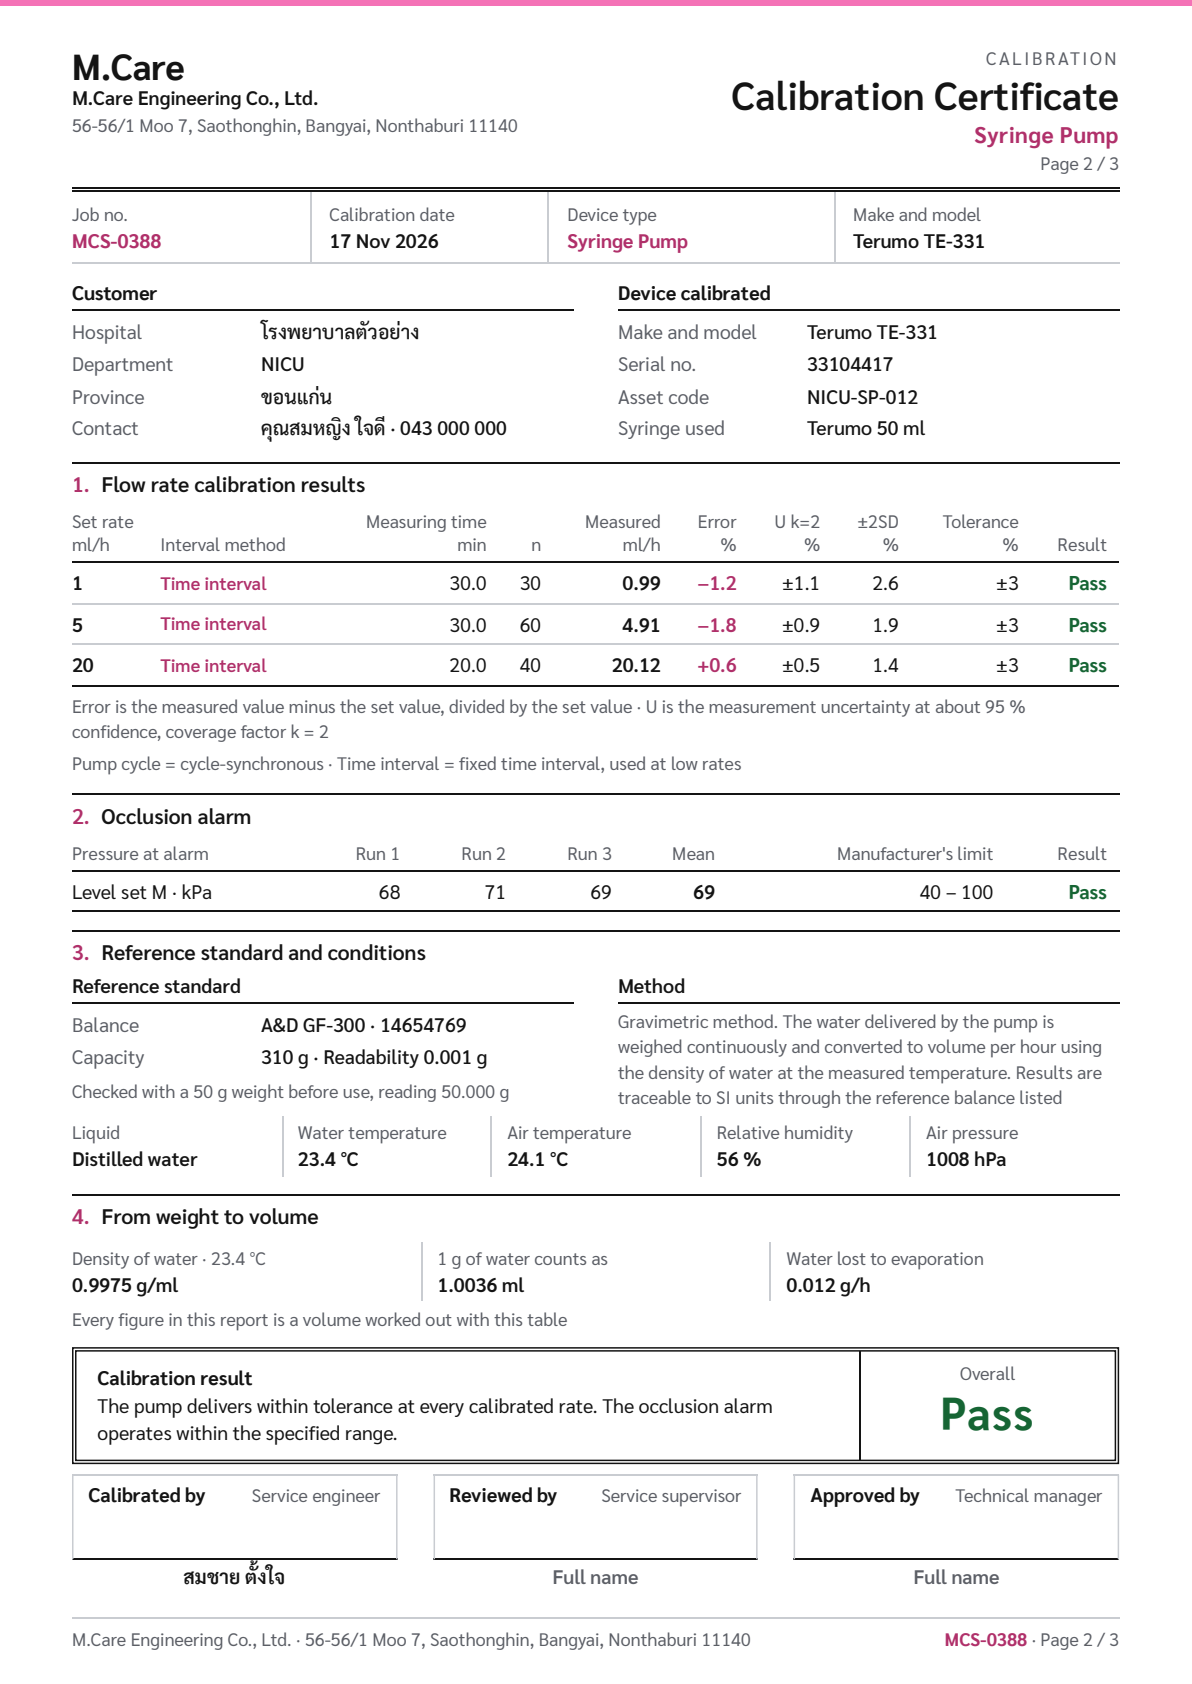 M.Care
M.Care Engineering Co., Ltd.
56-56/1 Moo 7, Saothonghin, Bangyai, Nonthaburi 11140
CALIBRATION
Calibration Certificate
Syringe Pump
Page 2 / 3
Job no. Calibration date Device type Make and model
MCS-0388 17 Nov 2026 Syringe Pump Terumo TE-331
Customer
Hospital โรงพยาบาลตัวอย่าง
Department NICU
Province ขอนแก่น
Contact คุณสมหญิง ใจดี · 043 000 000
Device calibrated
Make and model Terumo TE-331
Serial no. 33104417
Asset code NICU-SP-012
Syringe used Terumo 50 ml
1. Flow rate calibration results
Set rate Measuring time Measured Error U k=2 ±2SD Tolerance
ml/h Interval method min n ml/h % % % % Result
1 Time interval 30.0 30 0.99 −1.2 ±1.1 2.6 ±3 Pass
5 Time interval 30.0 60 4.91 −1.8 ±0.9 1.9 ±3 Pass
20 Time interval 20.0 40 20.12 +0.6 ±0.5 1.4 ±3 Pass
Error is the measured value minus the set value, divided by the set value · U is the measurement uncertainty at about 95 %
confidence, coverage factor k = 2
Pump cycle = cycle-synchronous · Time interval = fixed time interval, used at low rates
2. Occlusion alarm
Pressure at alarm Run 1 Run 2 Run 3 Mean Manufacturer's limit Result
Level set M · kPa 68 71 69 69 40 – 100 Pass
3. Reference standard and conditions
Reference standard
Balance A&D GF-300 · 14654769
Capacity 310 g · Readability 0.001 g
Checked with a 50 g weight before use, reading 50.000 g
Method
Gravimetric method. The water delivered by the pump is
weighed continuously and converted to volume per hour using
the density of water at the measured temperature. Results are
traceable to SI units through the reference balance listed
Liquid Water temperature Air temperature Relative humidity Air pressure
Distilled water 23.4 °C 24.1 °C 56 % 1008 hPa
4. From weight to volume
Density of water · 23.4 °C 1 g of water counts as Water lost to evaporation
0.9975 g/ml 1.0036 ml 0.012 g/h
Every figure in this report is a volume worked out with this table
Calibration result
The pump delivers within tolerance at every calibrated rate. The occlusion alarm
operates within the specified range.
Overall
Pass
Calibrated by Service engineer
สมชาย ตั้งใจ
Reviewed by Service supervisor
Full name
Approved by Technical manager
Full name
M.Care Engineering Co., Ltd. · 56-56/1 Moo 7, Saothonghin, Bangyai, Nonthaburi 11140 MCS-0388 · Page 2 / 3